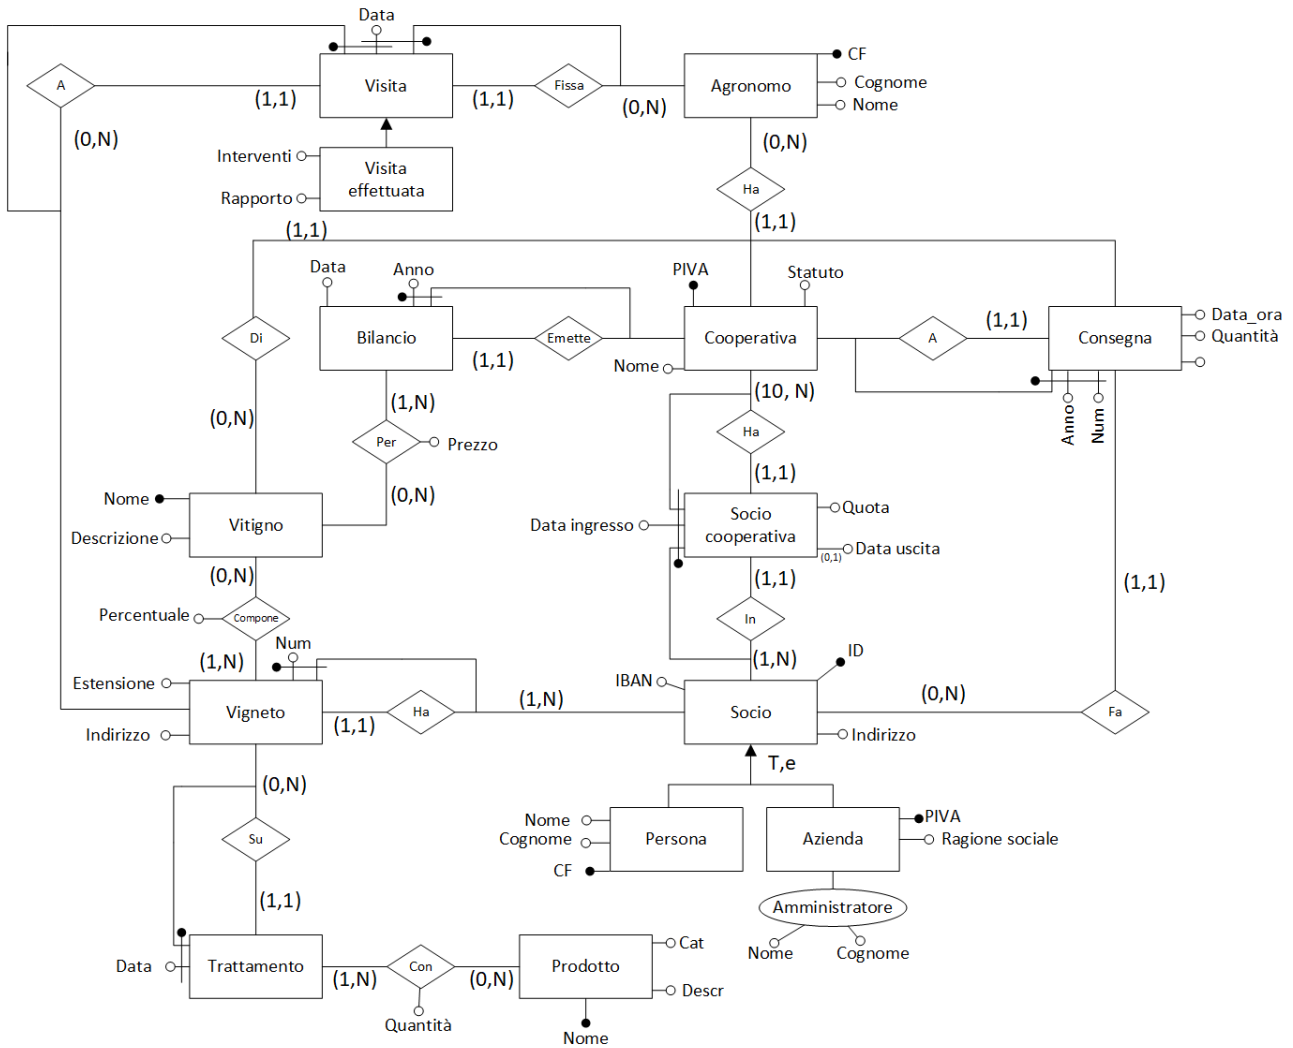 Data
A
Visita
Fissa
Agronomo
CF
Cognome
Nome
(1,1)
(1,1)
(0,N)
(0,N)
(0,N)
Interventi
Visita
effettuata
Rapporto
Ha
(1,1)
(1,1)
Data
Anno
PIVA
Statuto
Di
Bilancio
Emette
Cooperativa
A
(1,1)
Consegna
Data_ora
Quantità
(1,1)
Nome
(10, N)
Anno
Num
(0,N)
(1,N)
Per
Prezzo
Ha
(1,1)
(0,N)
Nome
Vitigno
Descrizione
Data ingresso
Socio
cooperativa
Quota
Data uscita
(0,1)
(0,N)
(1,1)
(1,1)
Percentuale
Compone
In
Num
(1,N)
(1,N)
ID
IBAN
Estensione
Vigneto
Indirizzo
(1,1)
Ha
(1,N)
Socio
(0,N)
Fa
Indirizzo
T,e
(0,N)
Su
Nome
Cognome
CF
Persona
Azienda
PIVA
Ragione sociale
(1,1)
Amministratore
Nome
Cognome
Data
Trattamento
(1,N)
Con
(0,N)
Prodotto
Cat
Descr
Quantità
Nome